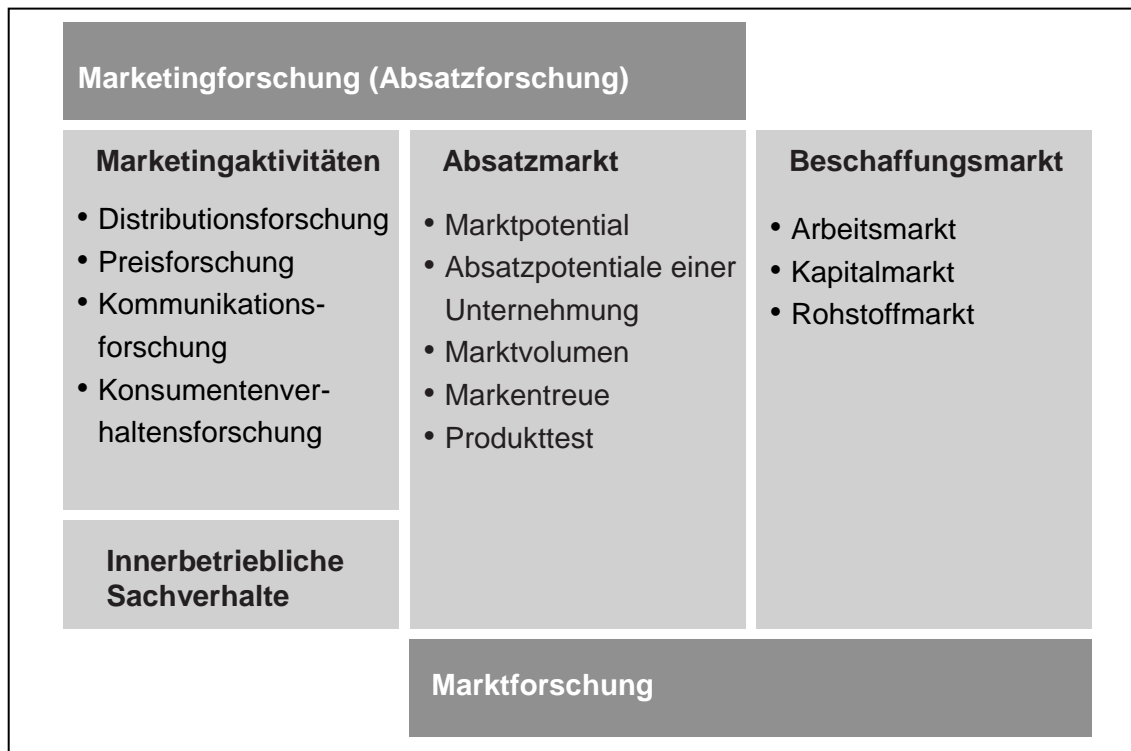 Marketingforschung (Absatzforschung)
Marketingaktivitäten
• Distributionsforschung
• Preisforschung
• Kommunikations-
forschung
• Konsumentenver-
haltensforschung
Innerbetriebliche
Sachverhalte
Absatzmarkt
• Marktpotential
• Absatzpotentiale einer
Unternehmung
• Marktvolumen
• Markentreue
• Produkttest
Beschaffungsmarkt
• Arbeitsmarkt
• Kapitalmarkt
• Rohstoffmarkt
Marktforschung